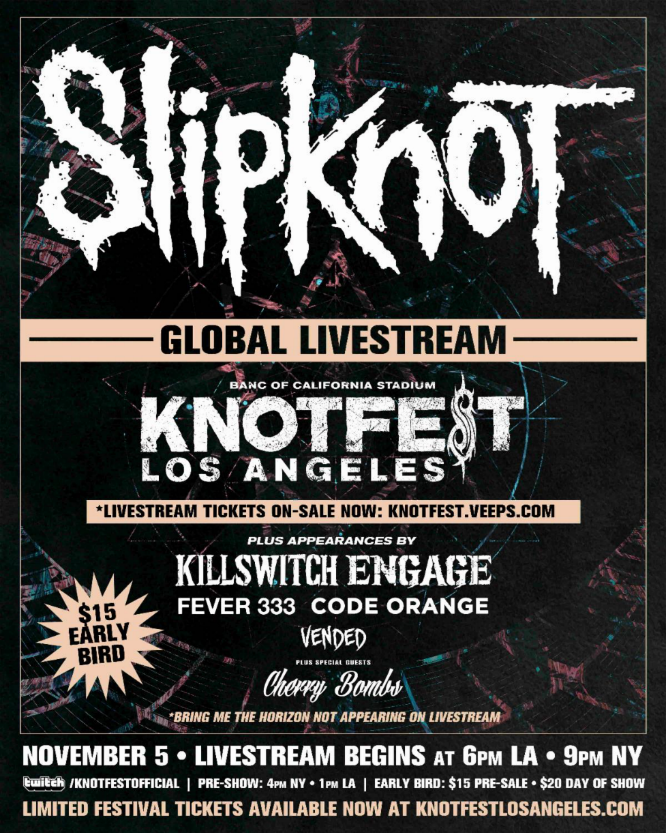 SlipKnoT
GLOBAL LIVESTREAM
BANC OF CALIFORNIA STADIUM
KNOTFEST
LOS ANGELES
*LIVESTREAM TICKETS ON-SALE NOW: KNOTFEST.VEEPS.COM
PLUS APPEARANCES BY
KILLSWITCH ENGAGE
FEVER 333 CODE ORANGE
VENDED
PLUS SPECIAL GUESTS
Cherry Bombs
*BRING ME THE HORIZON NOT APPEARING ON LIVESTREAM
$15
EARLY
BIRD
NOVEMBER 5 • LIVESTREAM BEGINS AT 6PM LA • 9PM NY
twitch /KNOTFESTOFFICIAL | PRE-SHOW: 4PM NY • 1PM LA | EARLY BIRD: $15 PRE-SALE • $20 DAY OF SHOW
LIMITED FESTIVAL TICKETS AVAILABLE NOW AT KNOTFESTLOSANGELES.COM